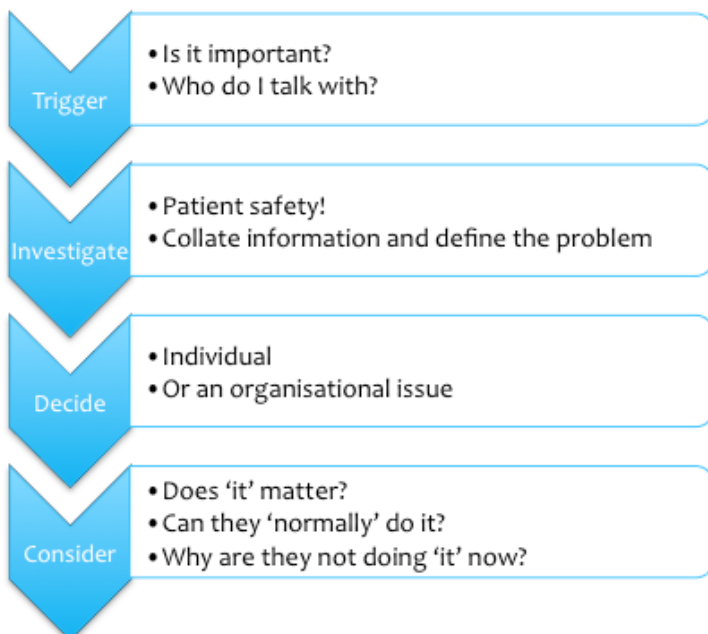 Trigger
• Is it important?
• Who do I talk with?
Investigate
• Patient safety!
• Collate information and define the problem
Decide
• Individual
• Or an organisational issue
Consider
• Does ‘it’ matter?
• Can they ‘normally’ do it?
• Why are they not doing ‘it’ now?